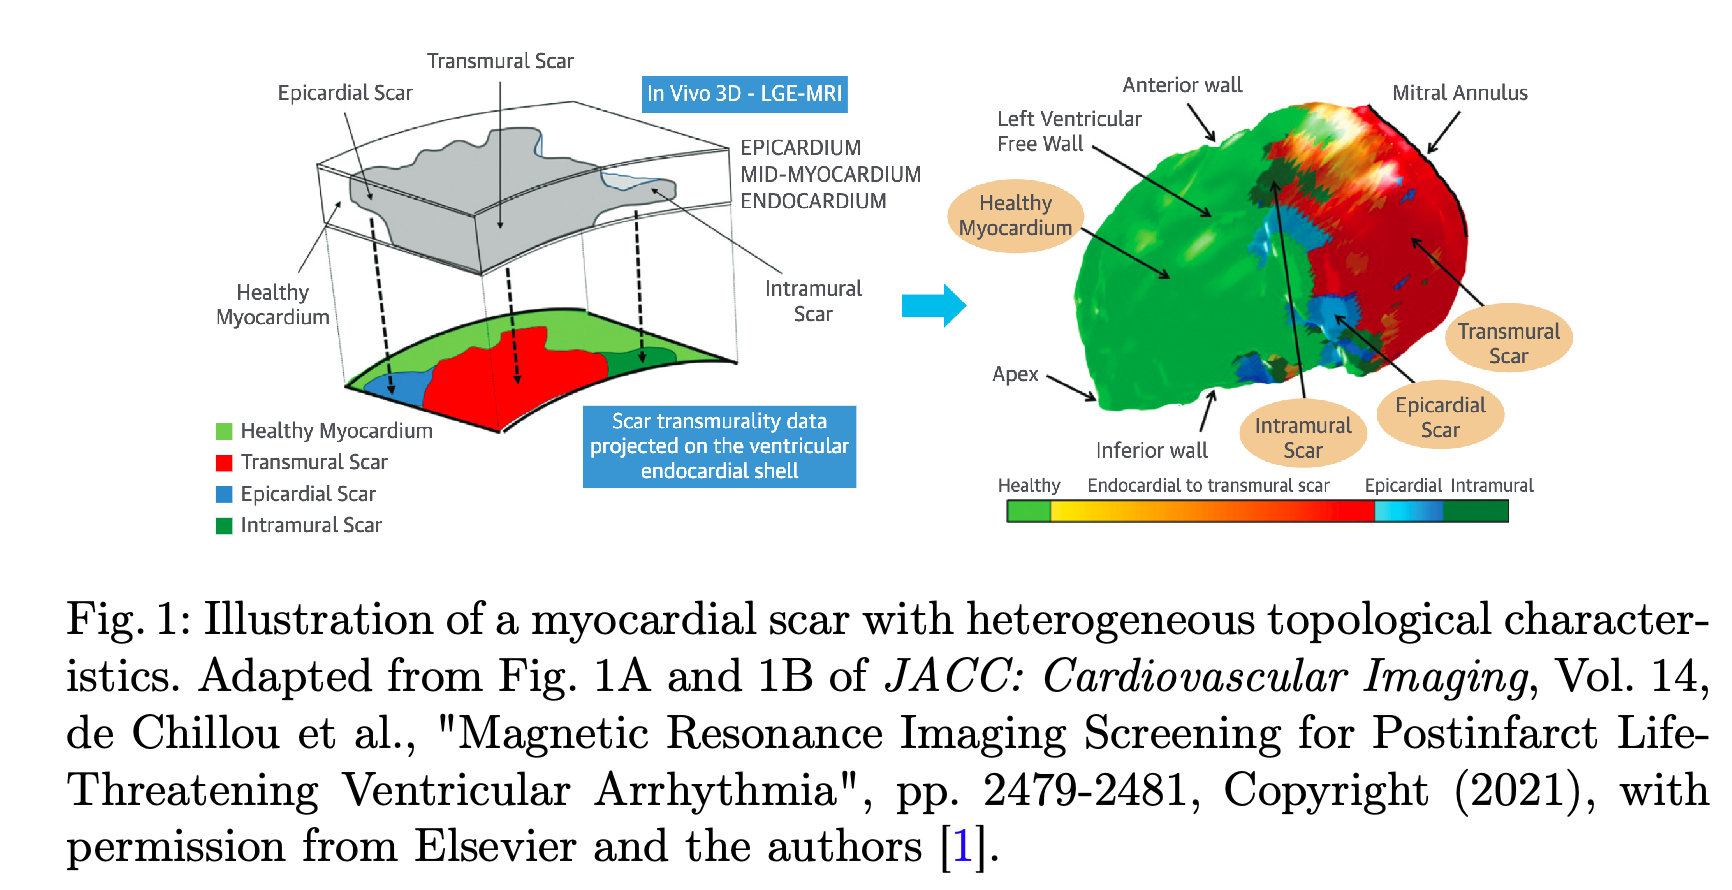 Transmural Scar
Epicardial Scar
In Vivo 3D - LGE-MRI
EPICARDIUM
MID-MYOCARDIUM
ENDOCARDIUM
Healthy
Myocardium
Intramural
Scar
Healthy Myocardium
Transmural Scar
Epicardial Scar
Intramural Scar
Scar transmurality data
projected on the ventricular
endocardial shell
Anterior wall
Mitral Annulus
Left Ventricular
Free Wall
Healthy
Myocardium
Transmural
Scar
Apex
Epicardial
Scar
Intramural
Scar
Inferior wall
Healthy
Endocardial to transmural scar
Epicardial
Intramural
Fig. 1: Illustration of a myocardial scar with heterogeneous topological character-
istics. Adapted from Fig. 1A and 1B of JACC: Cardiovascular Imaging, Vol. 14,
de Chillou et al., "Magnetic Resonance Imaging Screening for Postinfarct Life-
Threatening Ventricular Arrhythmia", pp. 2479-2481, Copyright (2021), with
permission from Elsevier and the authors [1].